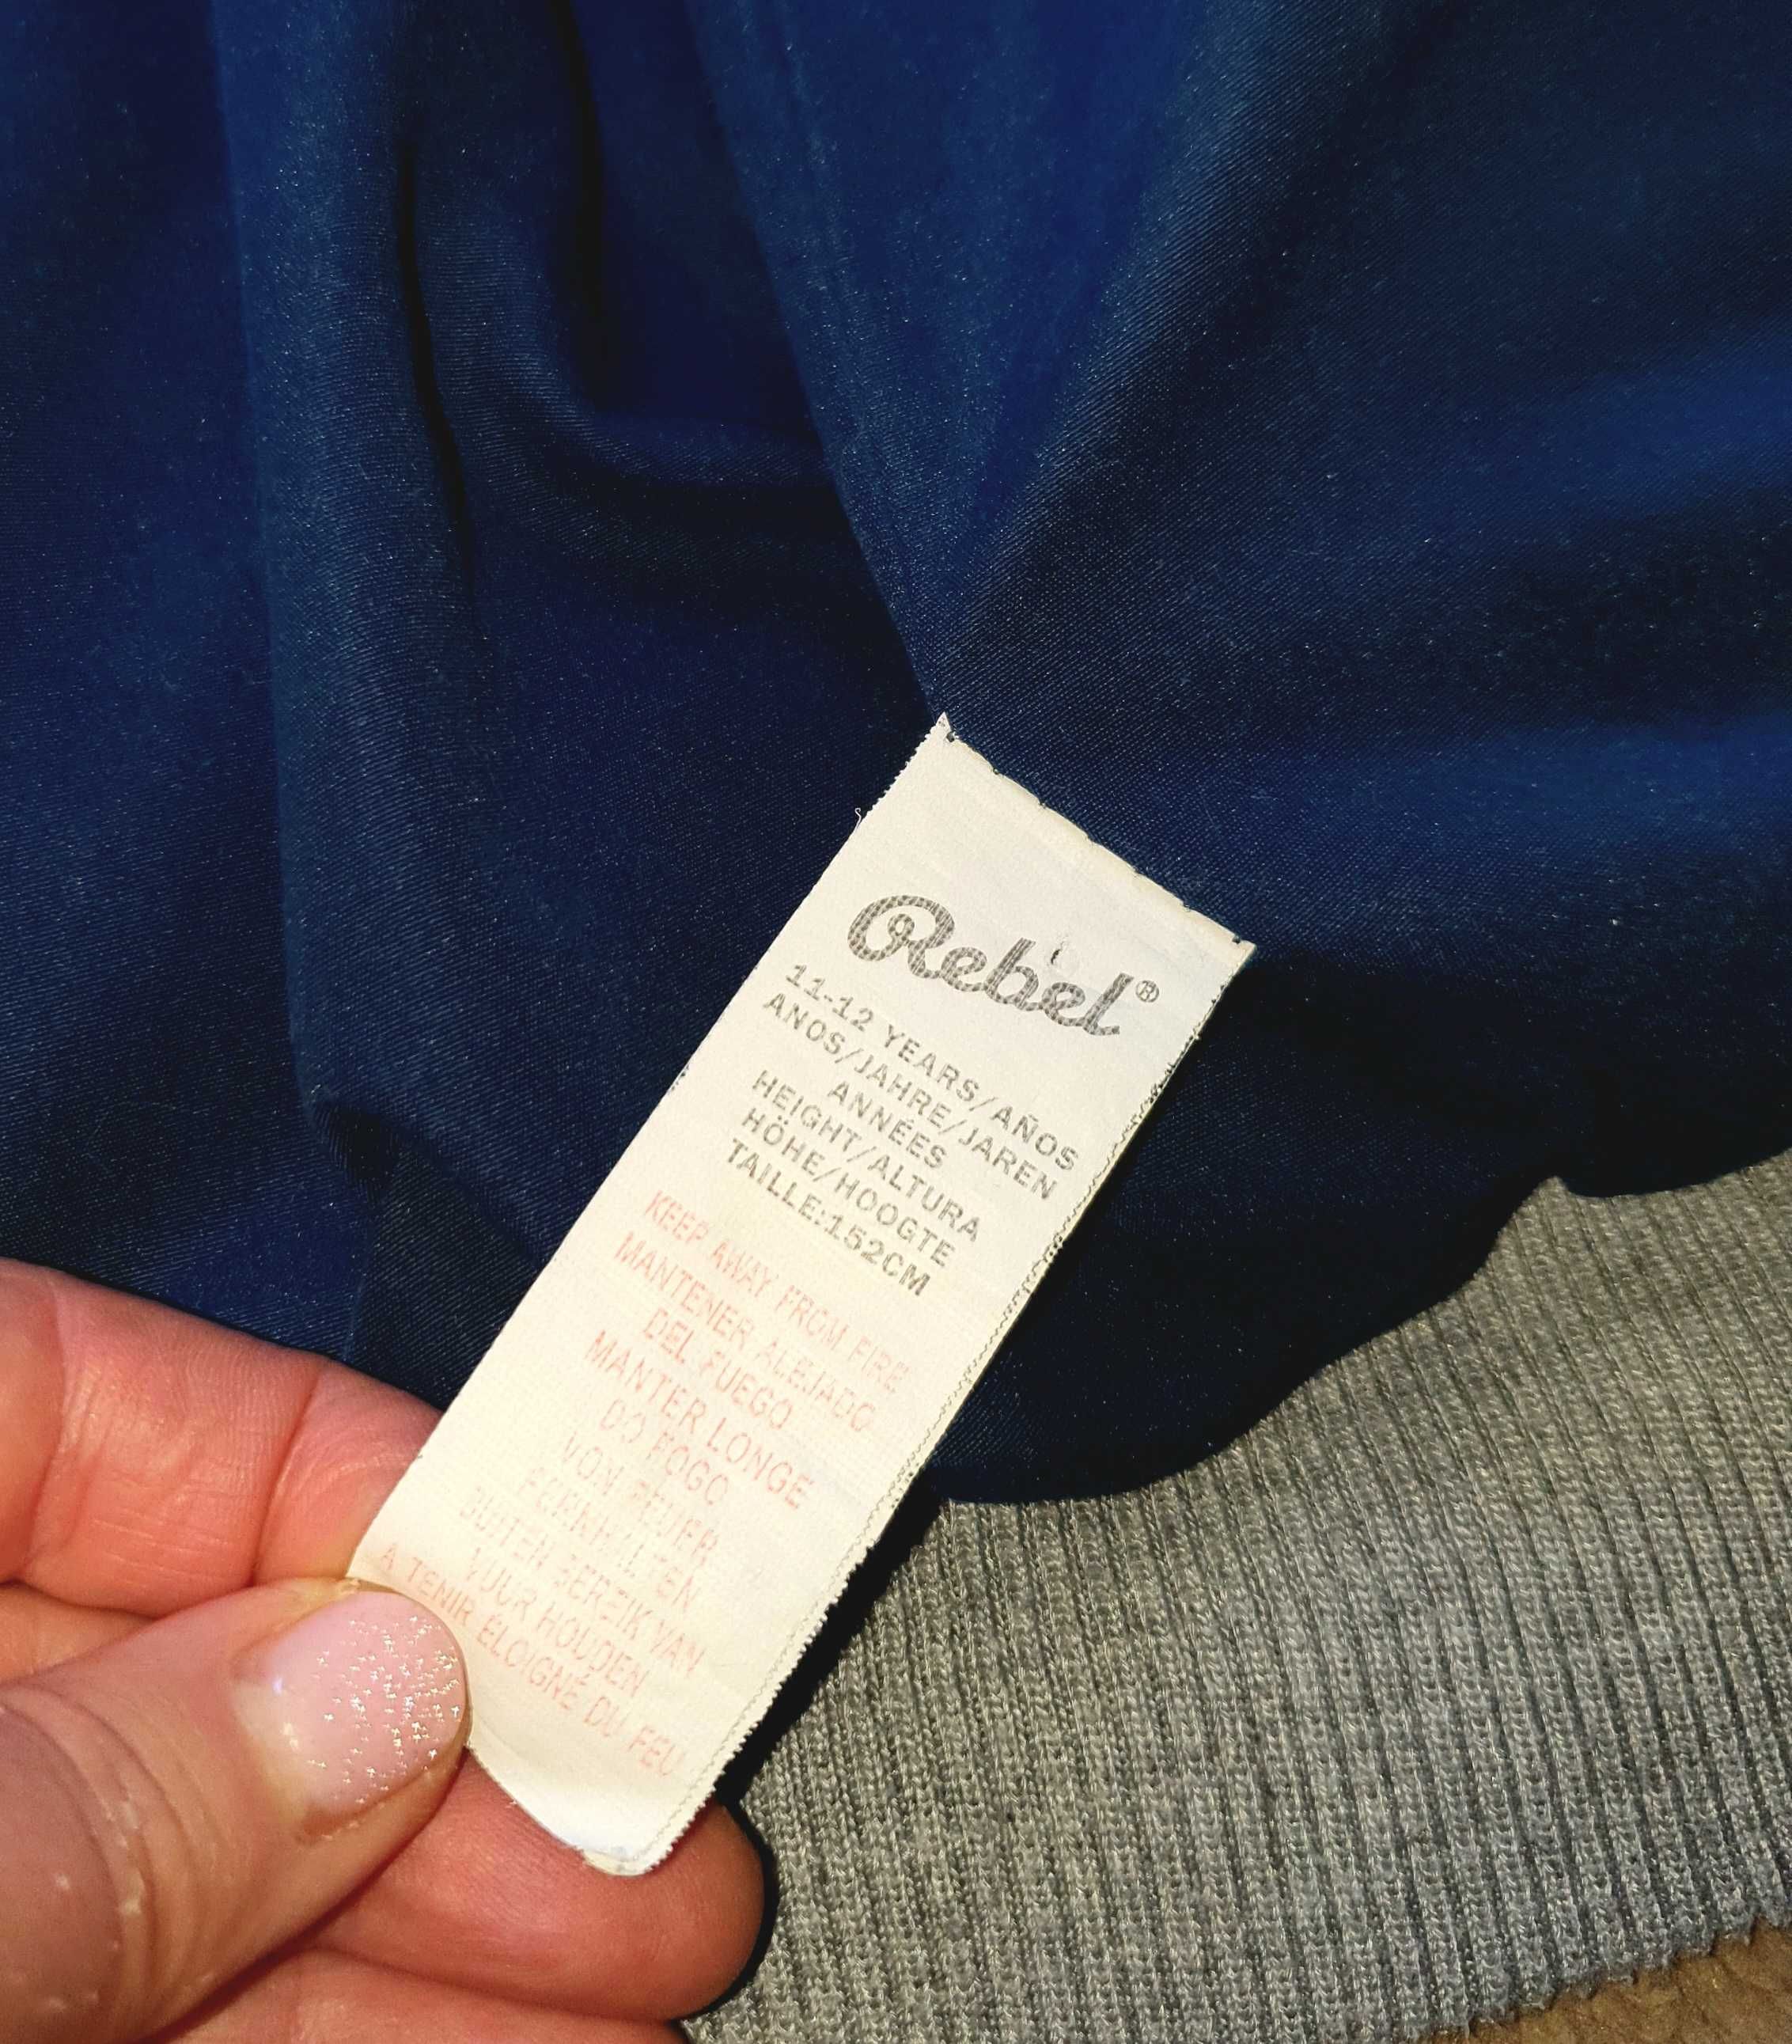 Rebel®
11-12 YEARS/AÑOS
ANOS/JAHRE/JAREN
ANNÉES
HEIGHT/ALTURA
HÖHE/HOOGTE
TAILLE:152CM
KEEP AWAY FROM FIRE
MANTENER ALEJADO
DEL FUEGO
MANTER LONGE
DO FOGO
VON FEUER
FERNHALTEN
BUITEN BEREIK VAN
VUUR HOUDEN
A TENIR ÉLOIGNÉ DU FEU